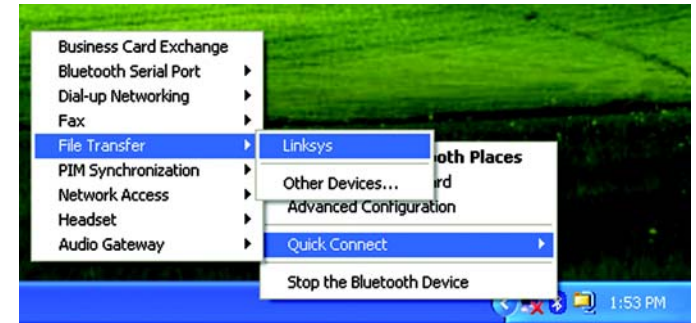 Business Card Exchange
Bluetooth Serial Port
Dial-up Networking
Fax
File Transfer
PIM Synchronization
Network Access
Headset
Audio Gateway
Linksys
Other Devices...
Places
Advanced Configuration
Quick Connect
Stop the Bluetooth Device
1:53 PM